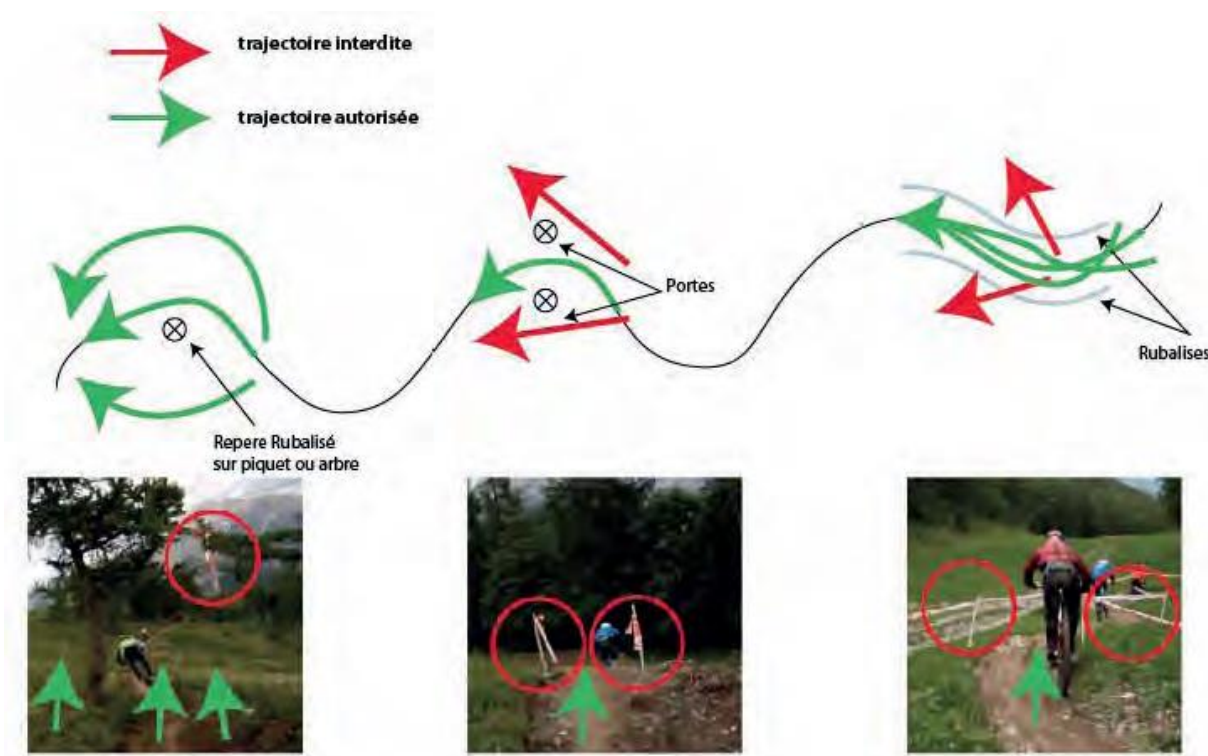 trajectoire interdite
trajectoire autorisée
Portes
Rubalises
Repere Rubalisé
sur piquet ou arbre